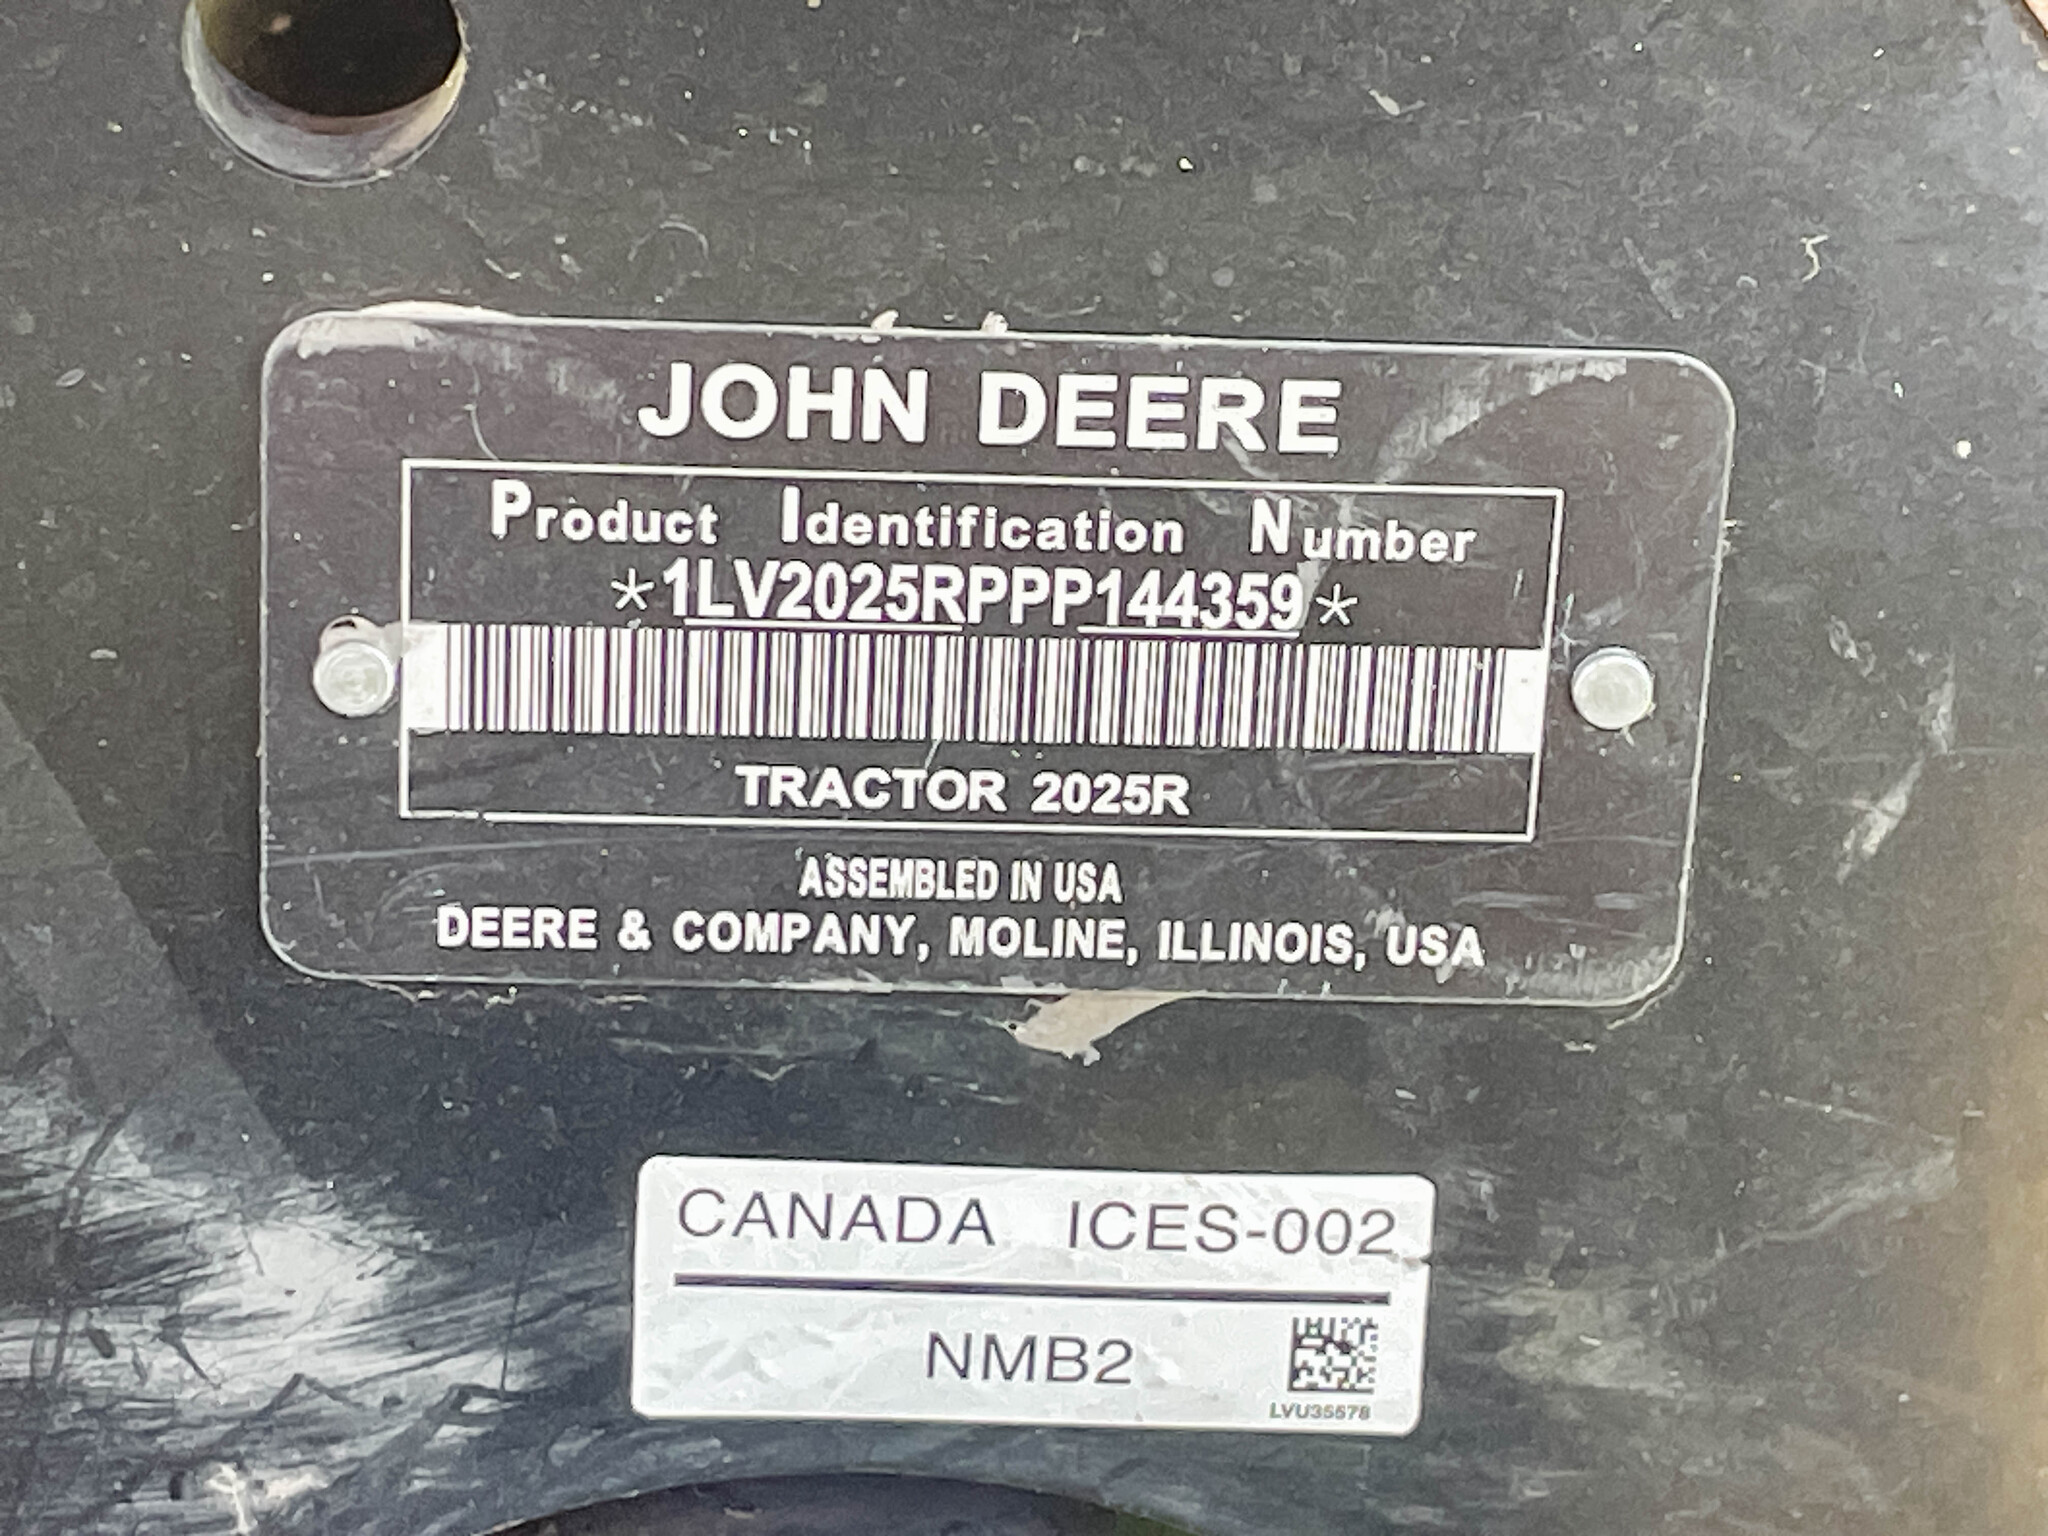 JOHN DEERE
Product Identification Number
*1LV2025RPPP144359*
TRACTOR 2025R
ASSEMBLED IN USA
DEERE & COMPANY, MOLINE, ILLINOIS, USA
CANADA ICES-002
NMB2